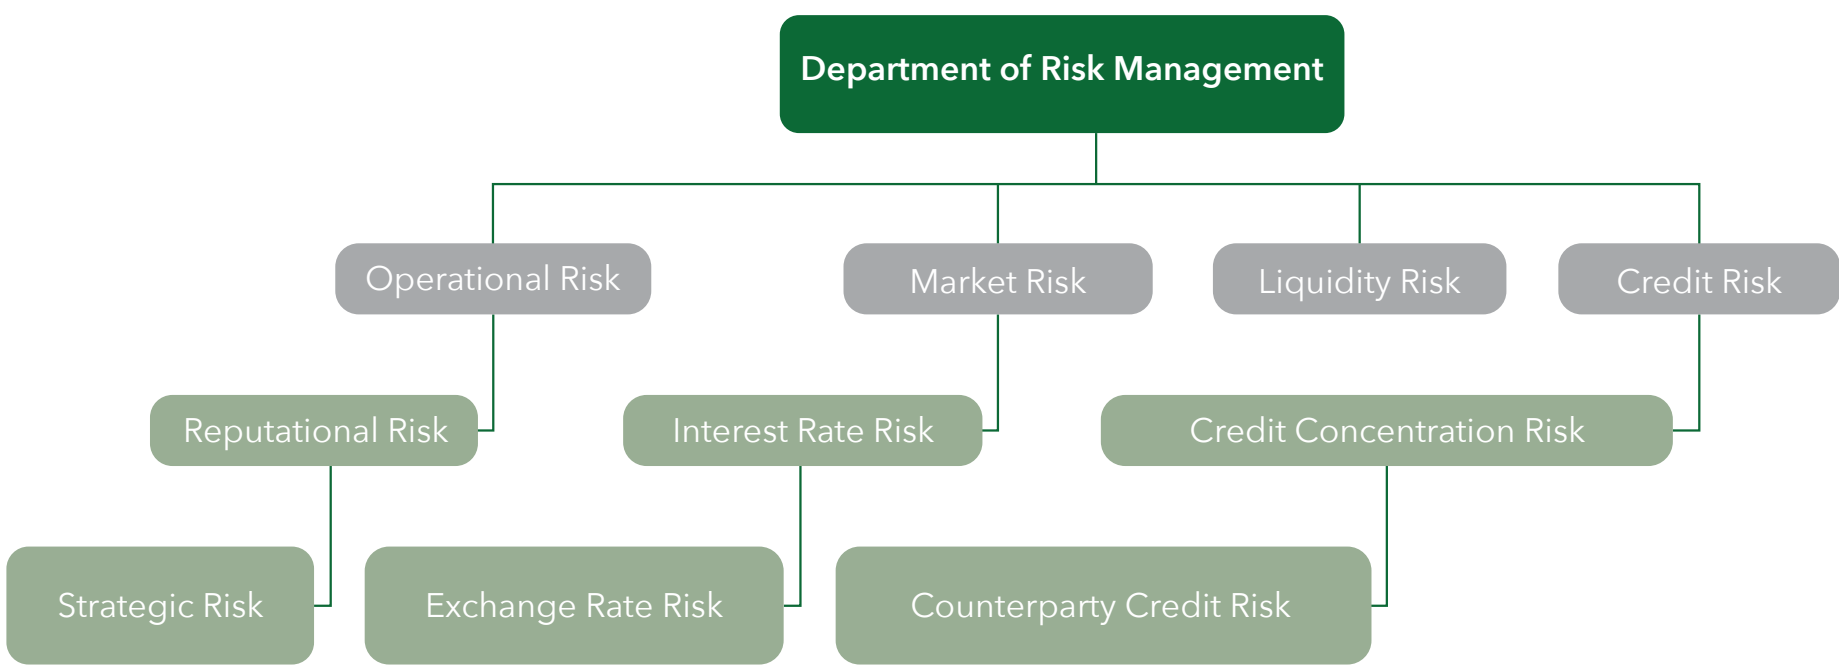 Department of Risk Management
Operational Risk
Market Risk
Liquidity Risk
Credit Risk
Reputational Risk
Interest Rate Risk
Credit Concentration Risk
Strategic Risk
Exchange Rate Risk
Counterparty Credit Risk